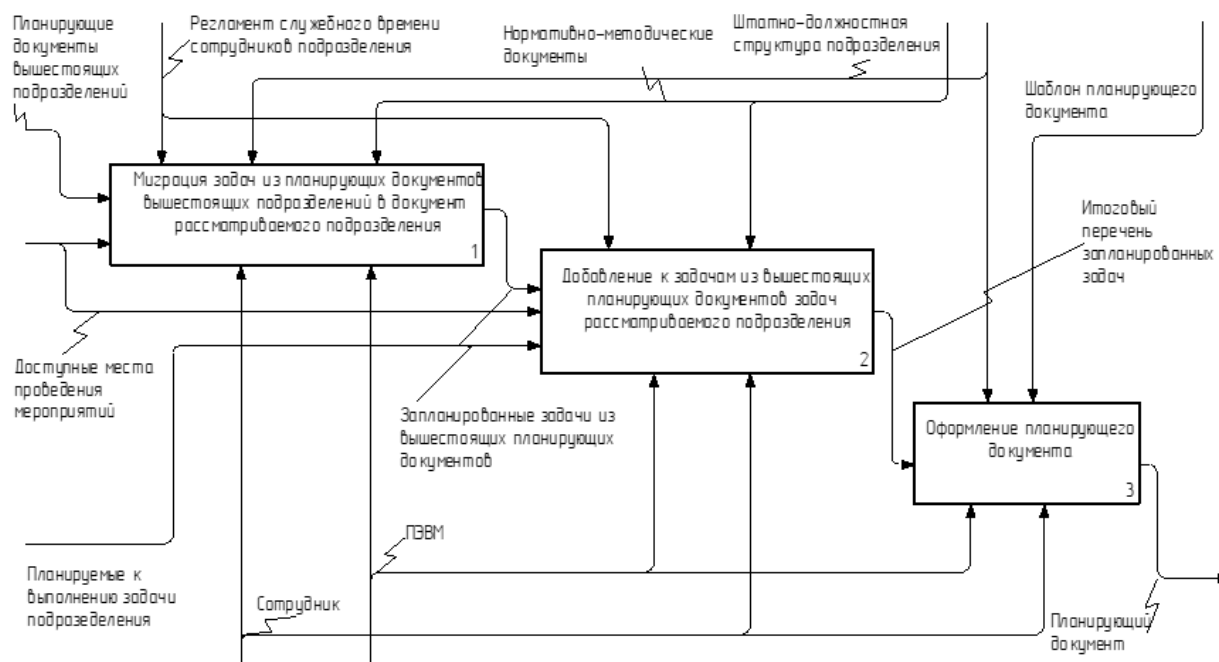 Планирующие
документы
вышестоящих
подразделений
Регламент служебного времени
сотрудников подразделения
Нормативно-методические
документы
Штатно-должностная
структура подразделения
Шаблон планирующего
документа
Миграция задач из планирующих документов
вышестоящих подразделений в документ
рассматриваемого подразделения
1
Итоговый
перечень
запланированных
задач
Добавление к задачам из вышестоящих
планирующих документов задач
рассматриваемого подразделения
2
Доступные места
проведения
мероприятий
Запланированные задачи из
вышестоящих планирующих
документов
Оформление планирующего
документа
3
ПЭВМ
Планируемые к
выполнению задачи
подразеделения
Сотрудник
Планирующий
документ